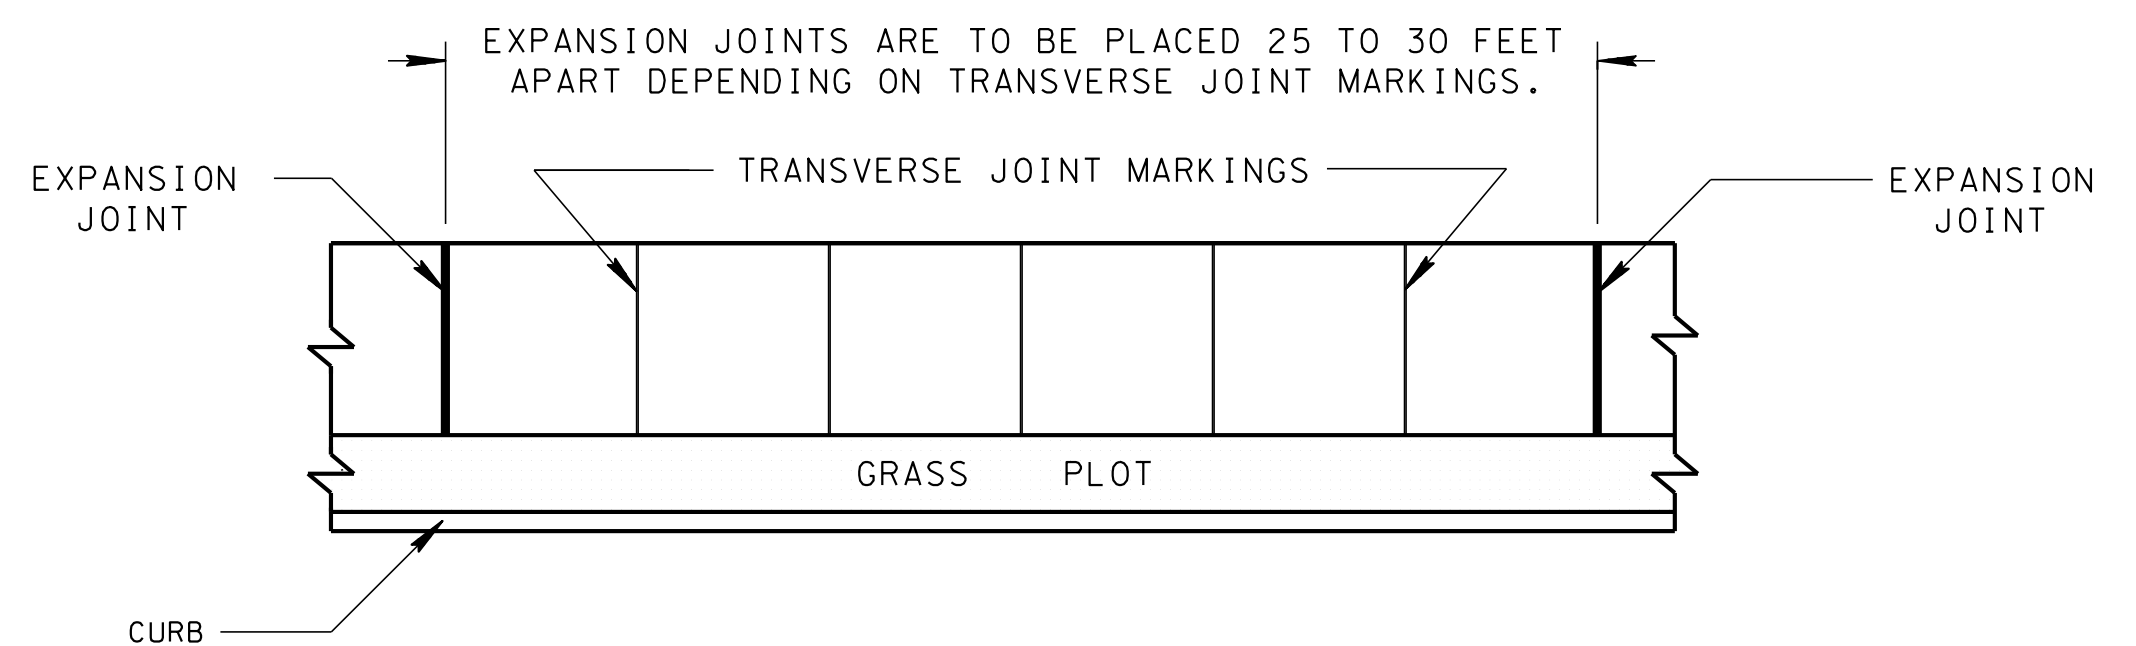 EXPANSION JOINTS ARE TO BE PLACED 25 TO 30 FEET
APART DEPENDING ON TRANSVERSE JOINT MARKINGS.
EXPANSION
JOINT
TRANSVERSE JOINT MARKINGS
EXPANSION
JOINT
GRASS PLOT
CURB